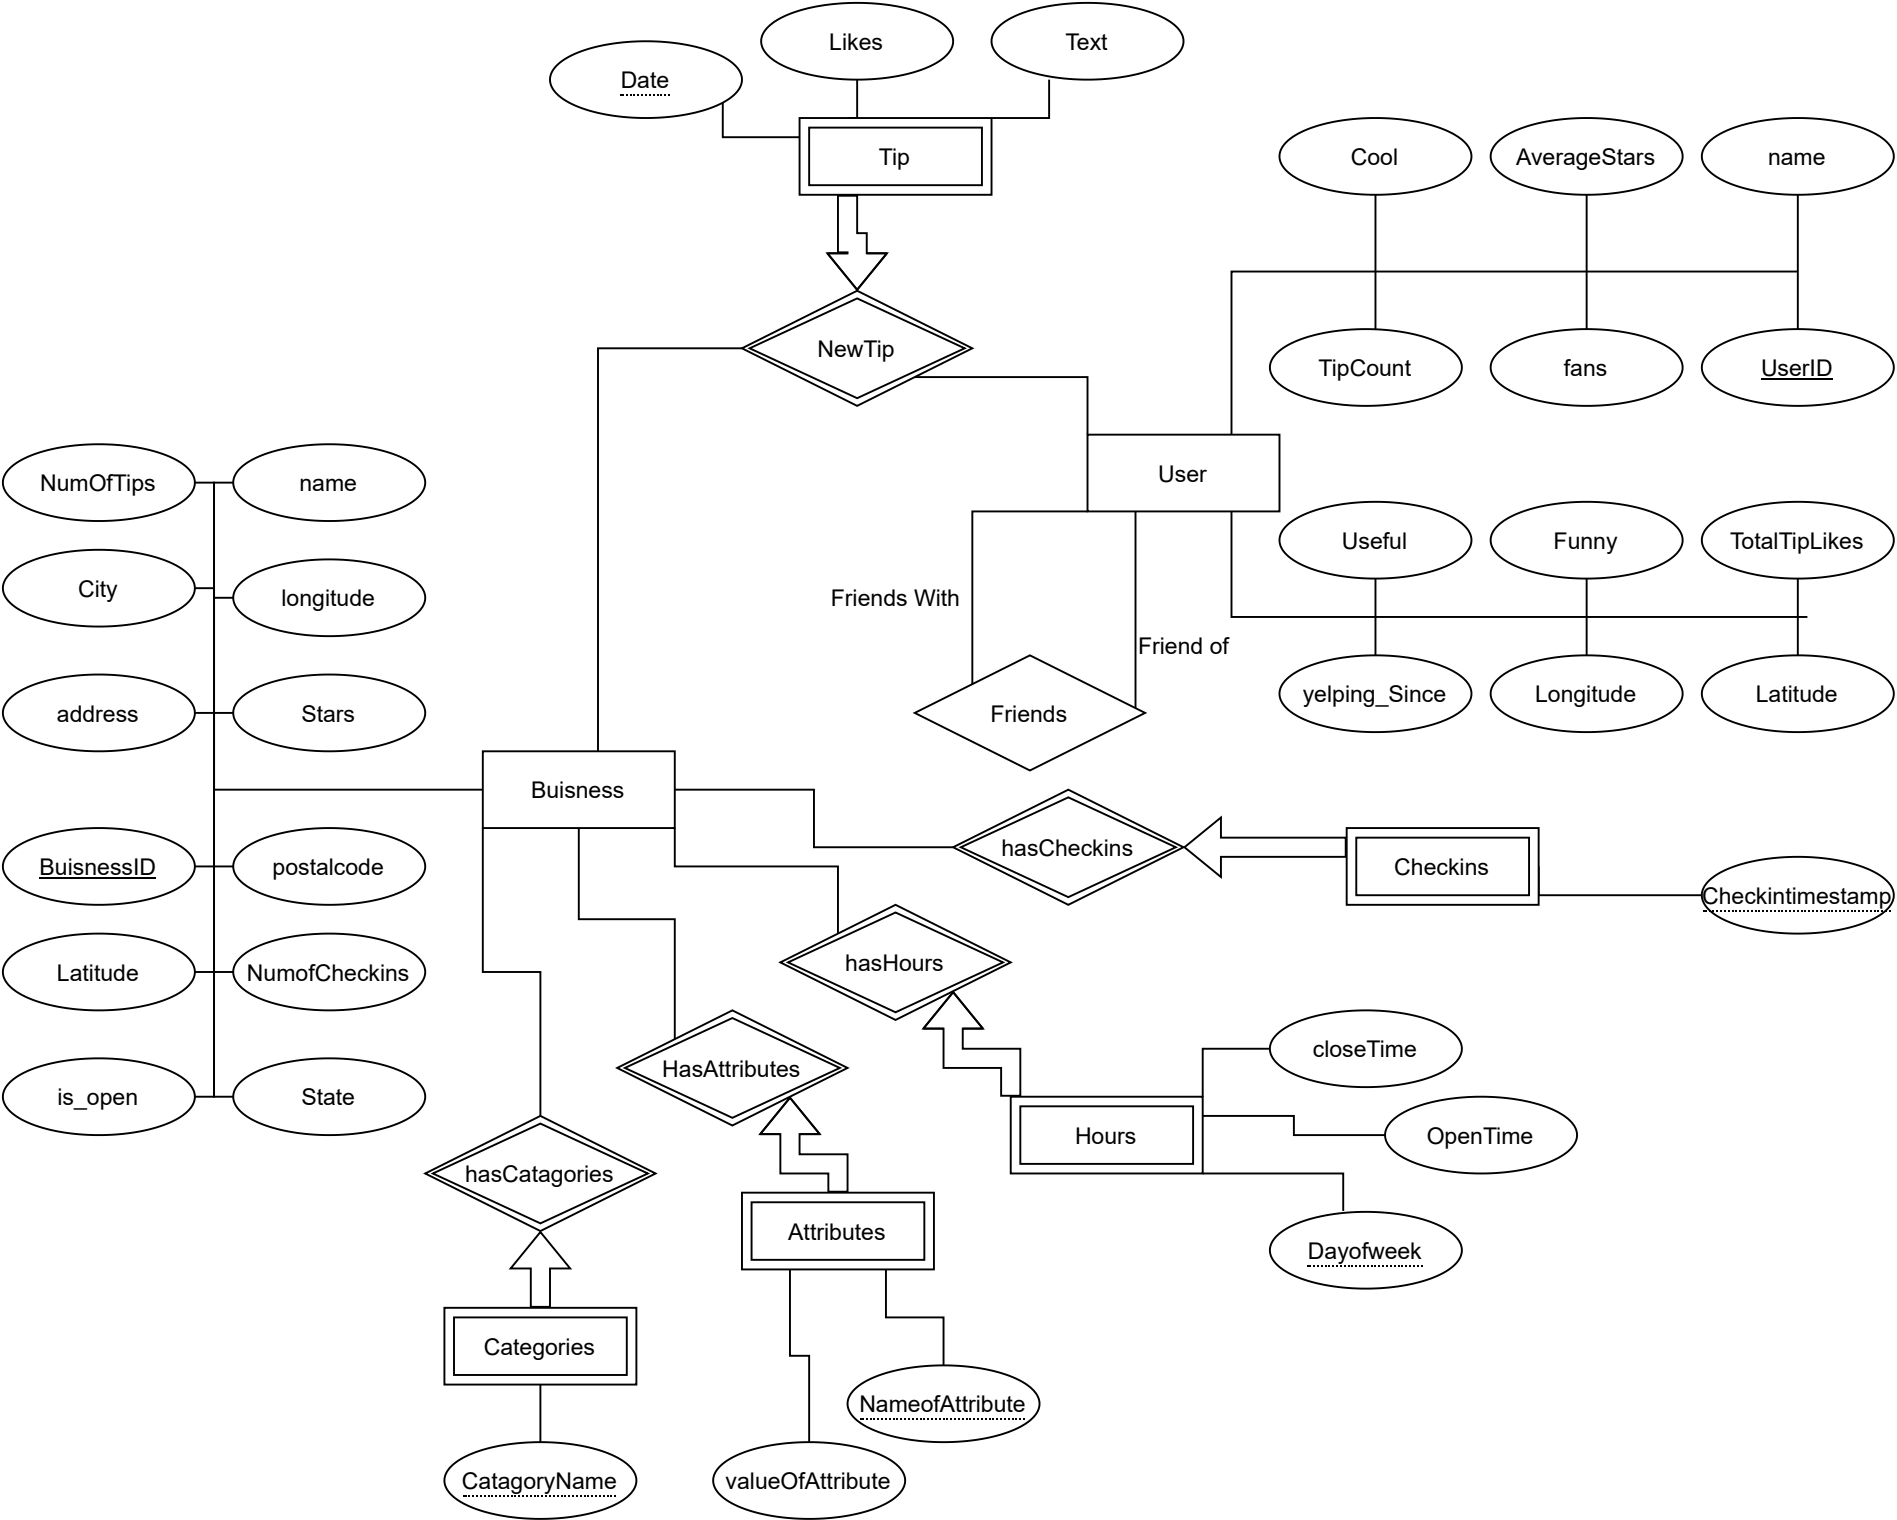 Likes
Text
Date
Tip
Cool
AverageStars
name
NewTip
TipCount
fans
UserID
User
NumOfTips
name
Useful
Funny
TotalTipLikes
City
longitude
Friends With
Friend of
address
Stars
Friends
yelping_Since
Longitude
Latitude
Buisness
hasCheckins
Checkins
BuisnessID
postalcode
Checkintimestamp
Latitude
NumofCheckins
hasHours
closeTime
HasAttributes
is_open
State
Hours
OpenTime
hasCatagories
Attributes
Dayofweek
Categories
NameofAttribute
CatagoryName
valueOfAttribute